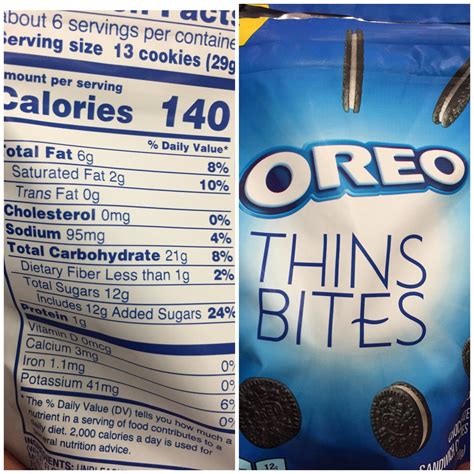 about 6 servings per containe
Serving size 13 cookies (29g
Amount per serving
Calories 140
% Daily Value*
Total Fat 6g 8%
Saturated Fat 2g 10%
Trans Fat 0g
Cholesterol 0mg 0%
Sodium 95mg 4%
Total Carbohydrate 21g 8%
Dietary Fiber Less than 1g 2%
Total Sugars 12g
Includes 12g Added Sugars 24%
Protein 1g
Vitamin D 0mcg 0%
Calcium 3mg 0%
Iron 1.1mg 6%
Potassium 41mg 0%
* The % Daily Value (DV) tells you how much a
nutrient in a serving of food contributes to a
daily diet. 2,000 calories a day is used for
general nutrition advice.
OREO
THINS
BITES
12g